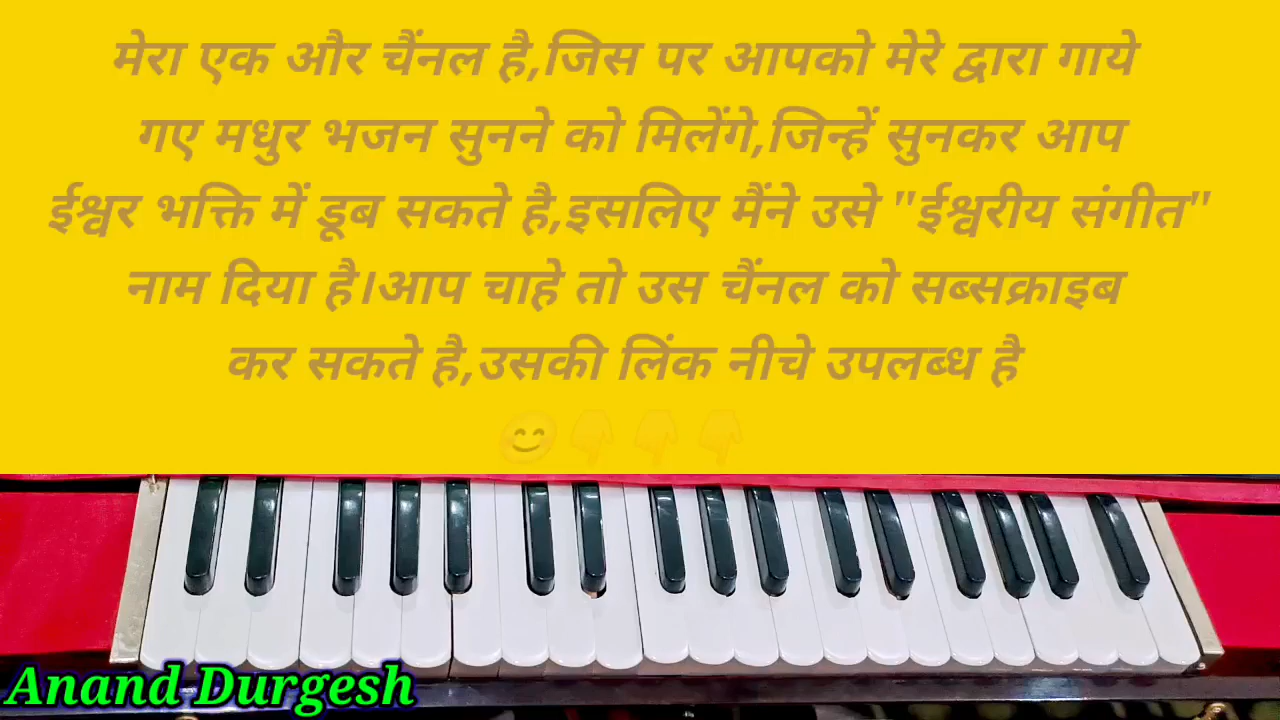 मेरा एक और चैंनल है,जिस पर आपको मेरे द्वारा गाये
गए मधुर भजन सुनने को मिलेंगे,जिन्हें सुनकर आप
ईश्वर भक्ति में डूब सकते है,इसलिए मैंने उसे "ईश्वरीय संगीत"
नाम दिया है।आप चाहे तो उस चैंनल को सब्सक्राइब
कर सकते है,उसकी लिंक नीचे उपलब्ध है
😊👇👇👇
Anand Durgesh